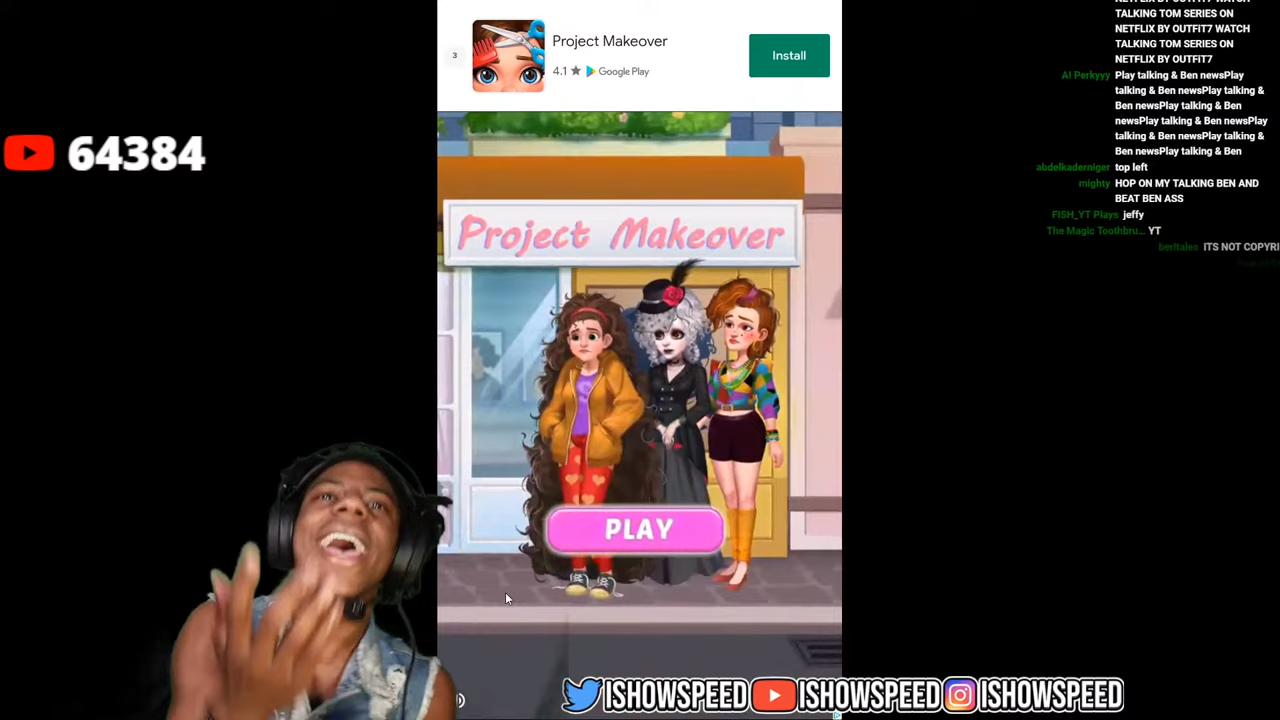 3
Project Makeover
4.1 ★ Google Play
Install
64384
Project Makeover
PLAY
NETFLIX BY OUTFIT7 WATCH
TALKING TOM SERIES ON
NETFLIX BY OUTFIT7 WATCH
TALKING TOM SERIES ON
NETFLIX BY OUTFIT7
Al Perkyyy Play talking & Ben newsPlay
talking & Ben newsPlay talking &
Ben newsPlay talking & Ben
newsPlay talking & Ben newsPlay
talking & Ben newsPlay talking &
Ben newsPlay talking & Ben
abdelkaderniger top left
mighty HOP ON MY TALKING BEN AND
BEAT BEN ASS
FISH_YT Plays jeffy
The Magic Toothbru... YT
ITS NOT COPYRI
ISHOWSPEED ISHOWSPEED ISHOWSPEED